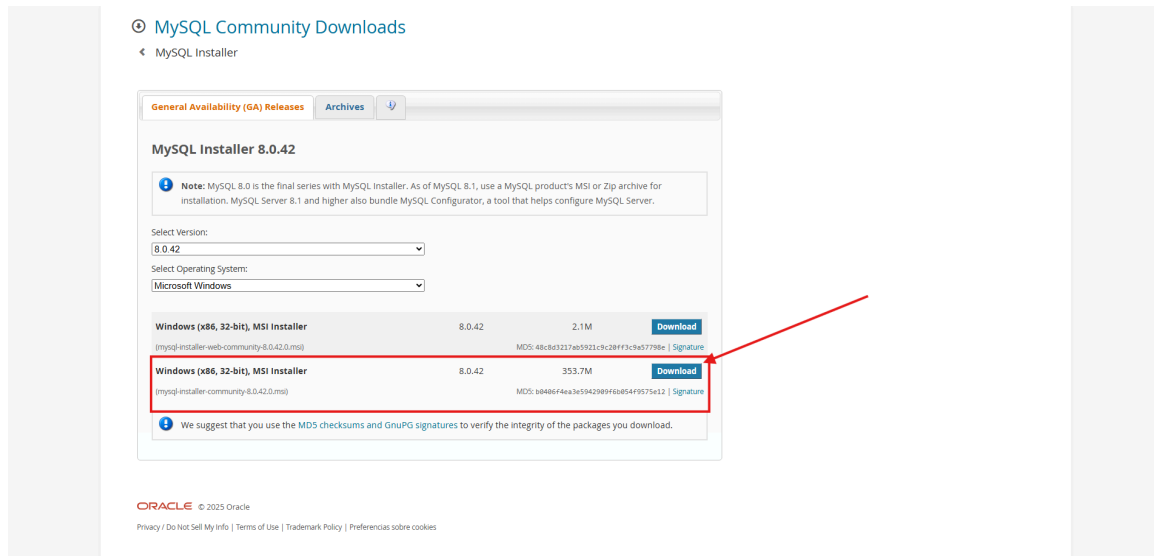 MySQL Community Downloads
MySQL Installer
General Availability (GA) Releases Archives
MySQL Installer 8.0.42
Note: MySQL 8.0 is the final series with MySQL Installer. As of MySQL 8.1, use a MySQL product's MSI or Zip archive for
installation. MySQL Server 8.1 and higher also bundle MySQL Configurator, a tool that helps configure MySQL Server.
Select Version:
8.0.42
Select Operating System:
Microsoft Windows
Windows (x86, 32-bit), MSI Installer 8.0.42 2.1M Download
(mysql-installer-web-community-8.0.42.0.msi) MD5: 48c8d3217ab5921c9c20ff3c9a57798e | Signature
Windows (x86, 32-bit), MSI Installer 8.0.42 353.7M Download
(mysql-installer-community-8.0.42.0.msi) MD5: b0406f4ea3e5942909f6b054f9575e12 | Signature
We suggest that you use the MD5 checksums and GnuPG signatures to verify the integrity of the packages you download.
ORACLE © 2025 Oracle
Privacy / Do Not Sell My Info | Terms of Use | Trademark Policy | Preferencias sobre cookies